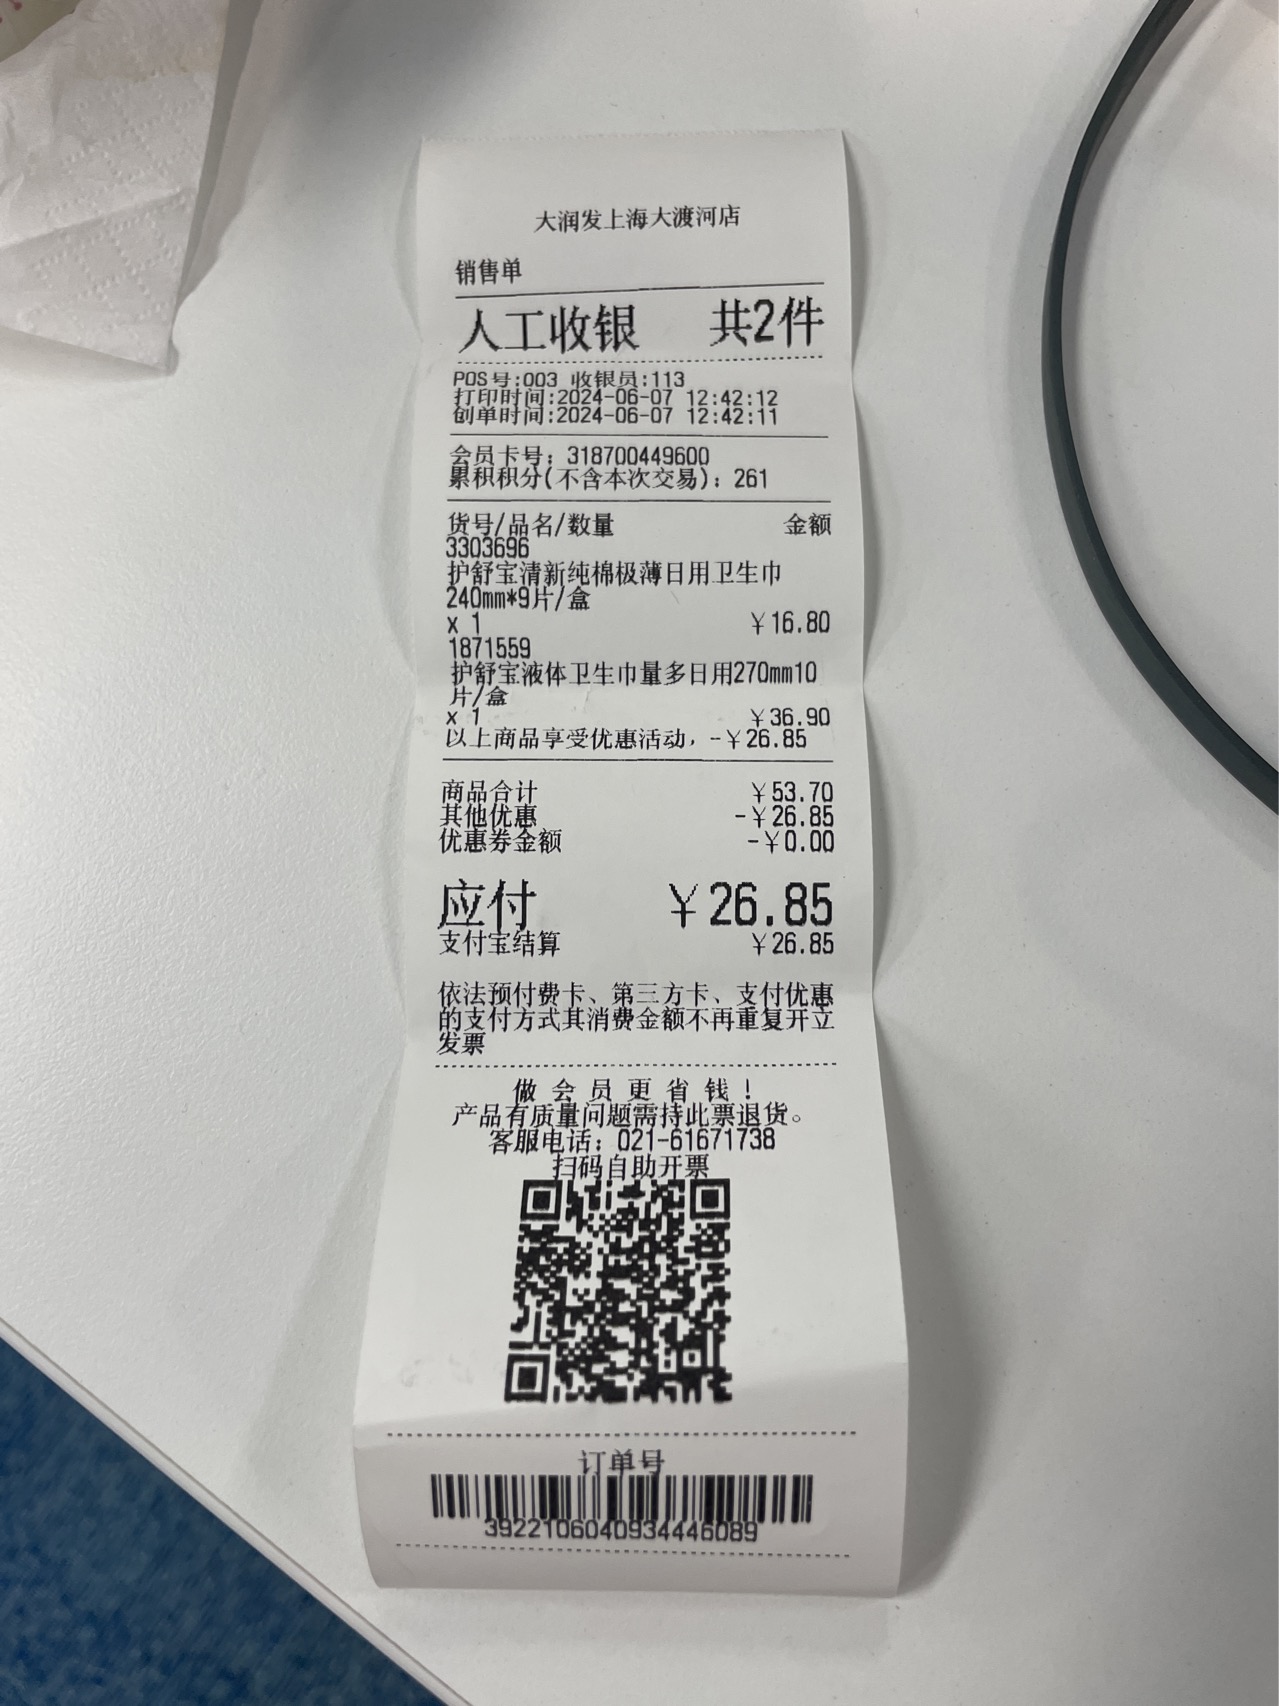 大润发上海大渡河店
销售单
人工收银 共2件
POS号:003 收银员:113
打印时间:2024-06-07 12:42:12
创单时间:2024-06-07 12:42:11
会员卡号：318700449600
累积积分(不含本次交易)：261
货号/品名/数量 金额
3303696
护舒宝清新纯棉极薄日用卫生巾
240mm*9片/盒
x 1 ￥16.80
1871559
护舒宝液体卫生巾量多日用270mm10
片/盒
x 1 ￥36.90
以上商品享受优惠活动，-￥26.85
商品合计 ￥53.70
其他优惠 -￥26.85
优惠券金额 -￥0.00
应付 ￥26.85
支付宝结算 ￥26.85
依法预付费卡、第三方卡、支付优惠
的支付方式其消费金额不再重复开立
发票
做会员更省钱！
产品有质量问题需持此票退货。
客服电话：021-61671738
扫码自助开票
订单号
3922106040934446089